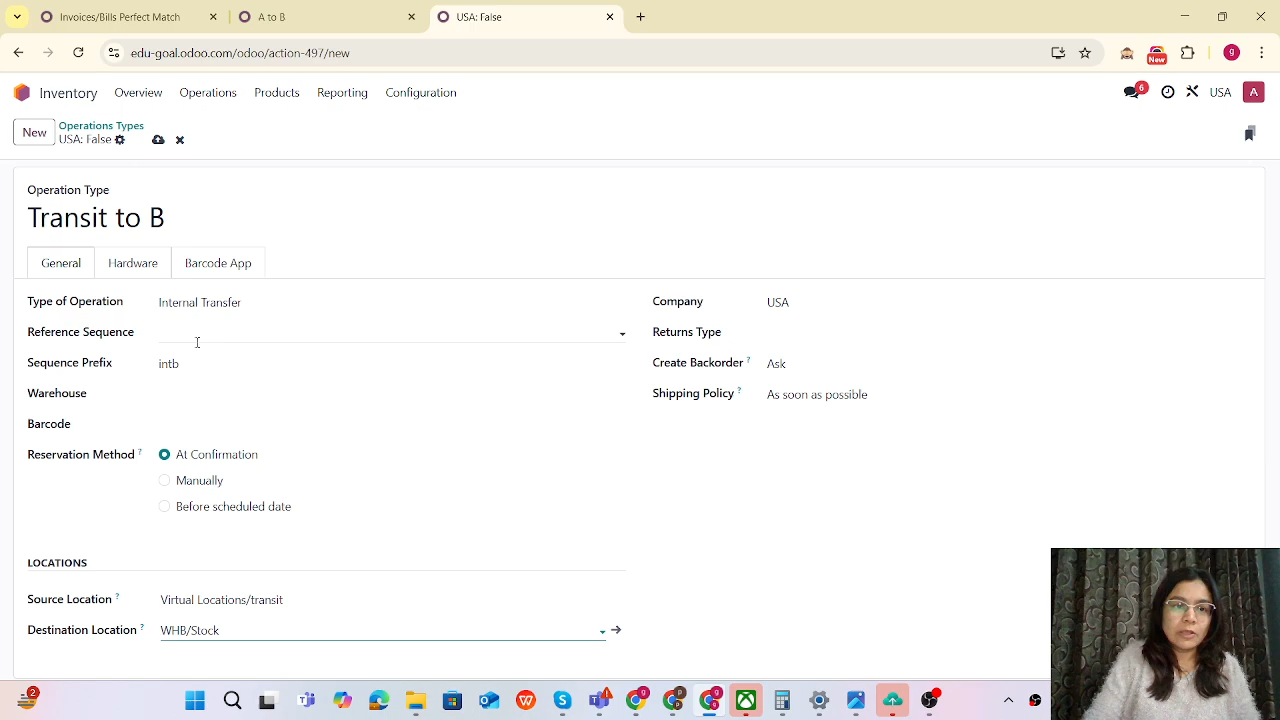 Invoices/Bills Perfect Match
A to B
USA: False
edu-goal.odoo.com/odoo/action-497/new
New
g
Inventory
Overview
Operations
Products
Reporting
Configuration
6
USA
A
New
Operations Types
USA: False
Operation Type
Transit to B
General
Hardware
Barcode App
Type of Operation
Internal Transfer
Company
USA
Reference Sequence
Returns Type
Sequence Prefix
intb
Create Backorder ?
Ask
Warehouse
Shipping Policy ?
As soon as possible
Barcode
Reservation Method ?
At Confirmation
Manually
Before scheduled date
LOCATIONS
Source Location ?
Virtual Locations/transit
Destination Location ?
WHB/Stock
2